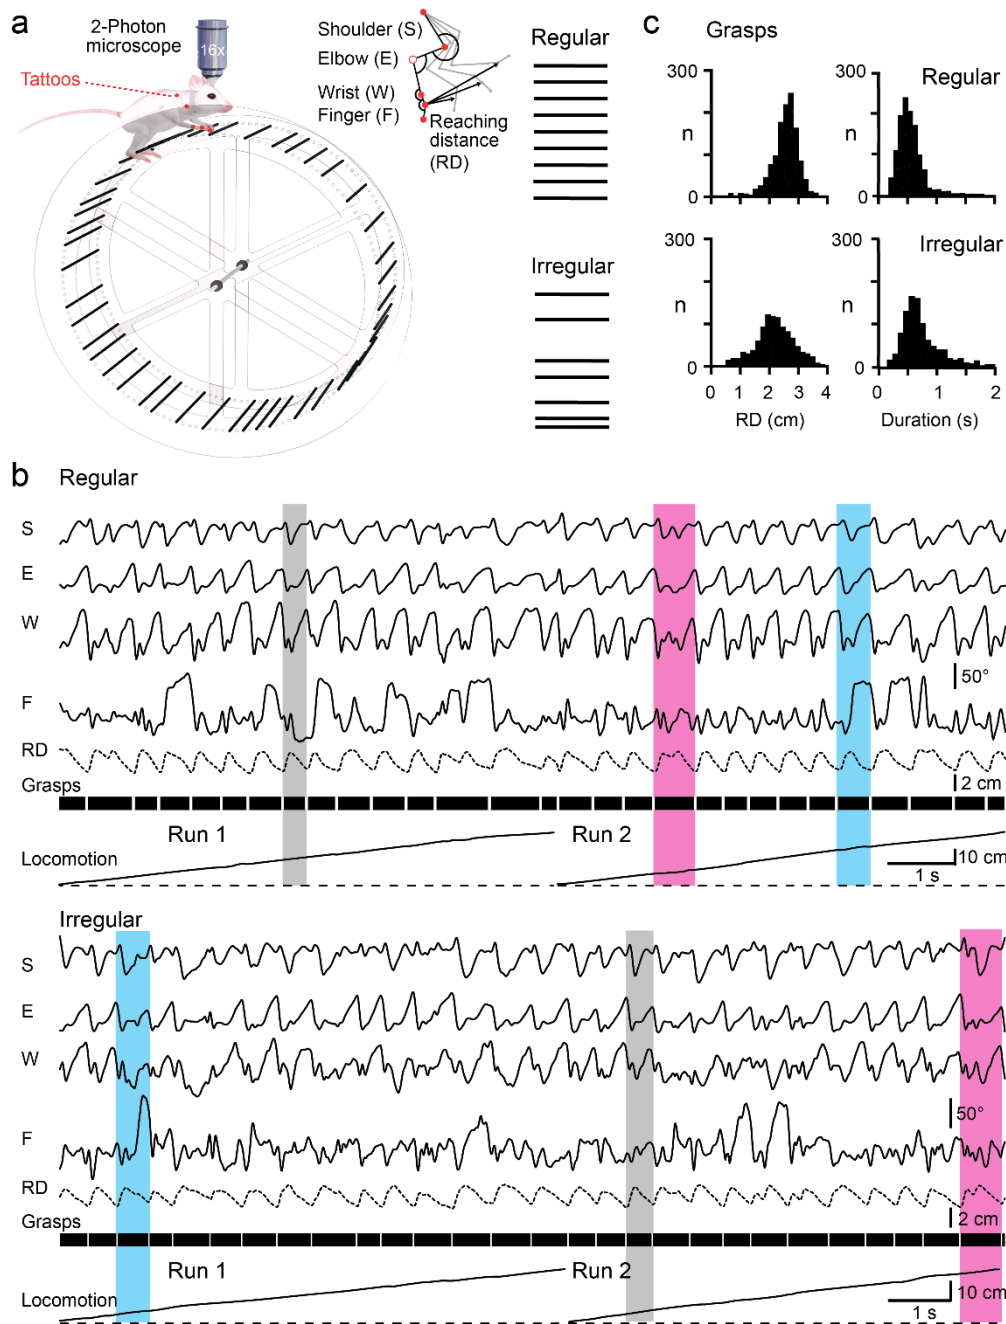 a
2-Photon
microscope
16x
Tattoos
Shoulder (S)
Elbow (E)
Wrist (W)
Finger (F)
Reaching
distance
(RD)
Regular
Irregular
c
Grasps
300
n
0
Regular
300
0
Irregular
300
n
0
0 1 2 3 4
RD (cm)
300
n
0
0 1 2
Duration (s)
b
Regular
S
E
W
50°
F
RD
2 cm
Grasps
Run 1
Run 2
Locomotion
10 cm
1 s
Irregular
S
E
W
50°
F
RD
2 cm
Grasps
Run 1
Run 2
Locomotion
10 cm
1 s